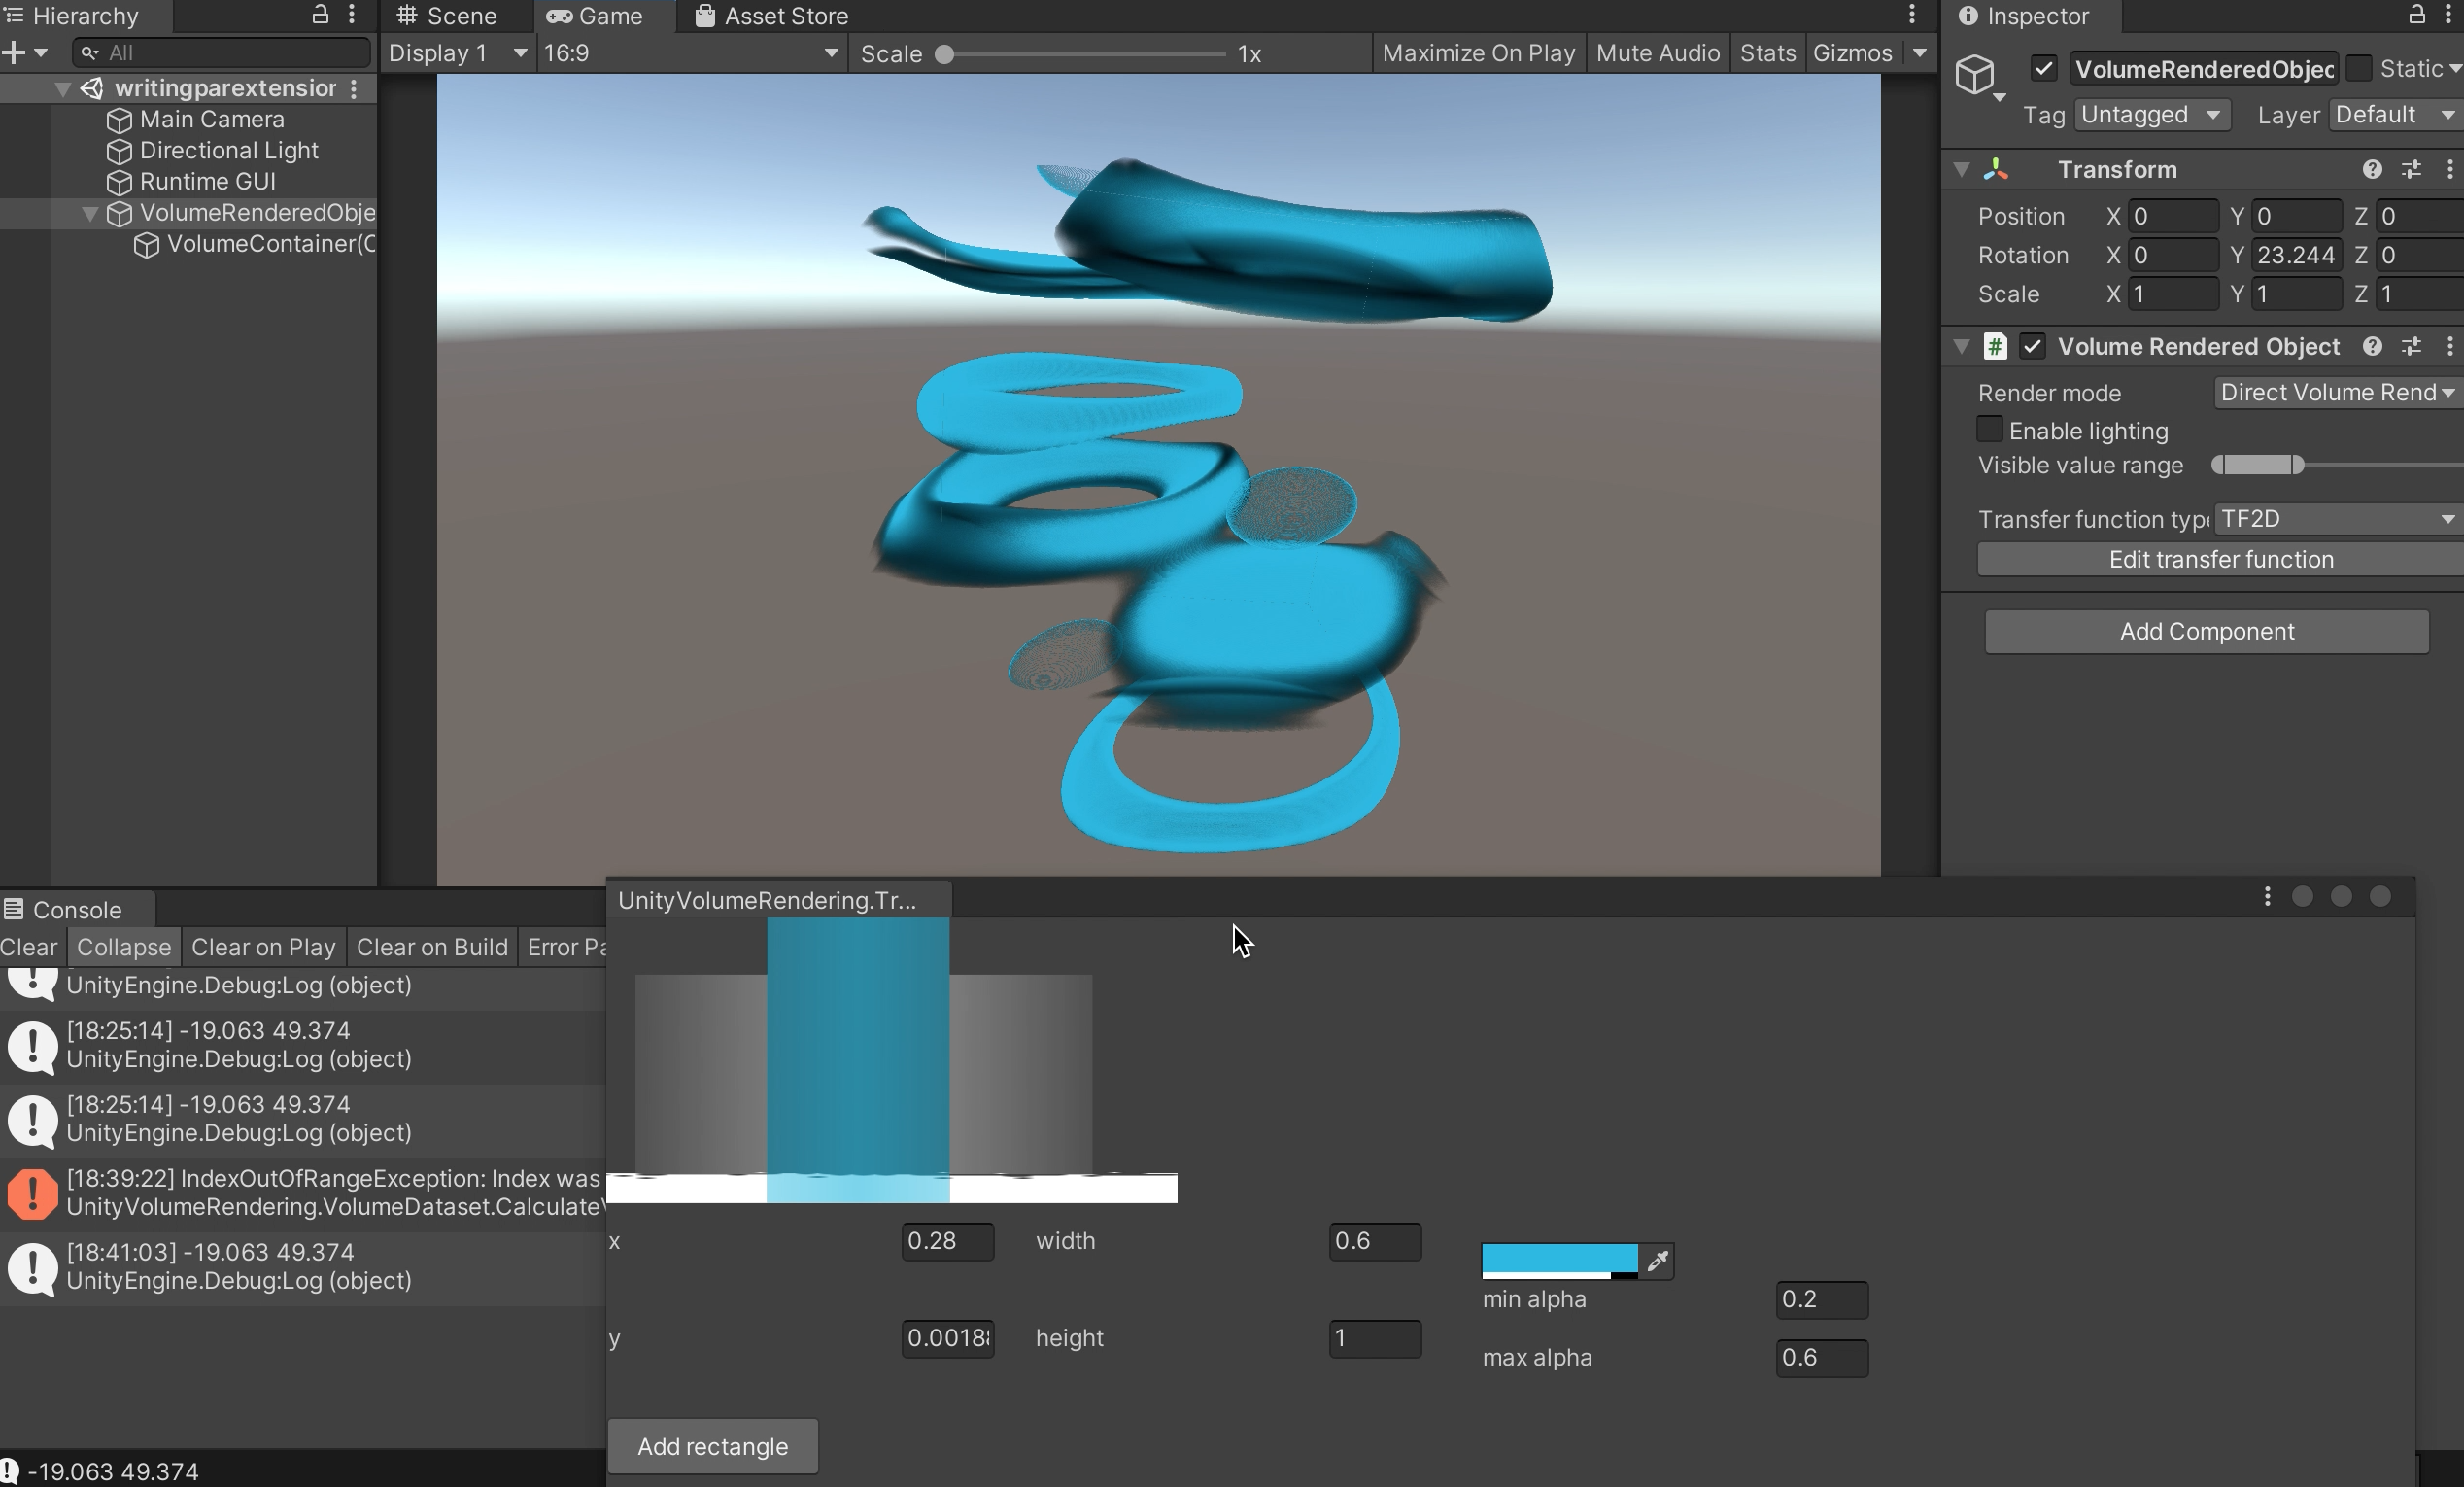 Hierarchy
All
writingparextensior
Main Camera
Directional Light
Runtime GUI
VolumeRenderedObje
VolumeContainer(C
Scene
Game
Asset Store
Display 1
16:9
Scale
1x
Maximize On Play
Mute Audio
Stats
Gizmos
Inspector
VolumeRenderedObjec
Static
Tag
Untagged
Layer
Default
Transform
Position X 0 Y 0 Z 0
Rotation X 0 Y 23.244 Z 0
Scale X 1 Y 1 Z 1
# Volume Rendered Object
Render mode
Direct Volume Rend
Enable lighting
Visible value range
Transfer function type
TF2D
Edit transfer function
Add Component
Console
Clear
Collapse
Clear on Play
Clear on Build
Error Pa
UnityEngine.Debug:Log (object)
[18:25:14] -19.063 49.374
UnityEngine.Debug:Log (object)
[18:25:14] -19.063 49.374
UnityEngine.Debug:Log (object)
[18:39:22] IndexOutOfRangeException: Index was
UnityVolumeRendering.VolumeDataset.Calculate
[18:41:03] -19.063 49.374
UnityEngine.Debug:Log (object)
-19.063 49.374
UnityVolumeRendering.Tr...
x 0.28 width 0.6
min alpha 0.2
y 0.0018 height 1
max alpha 0.6
Add rectangle